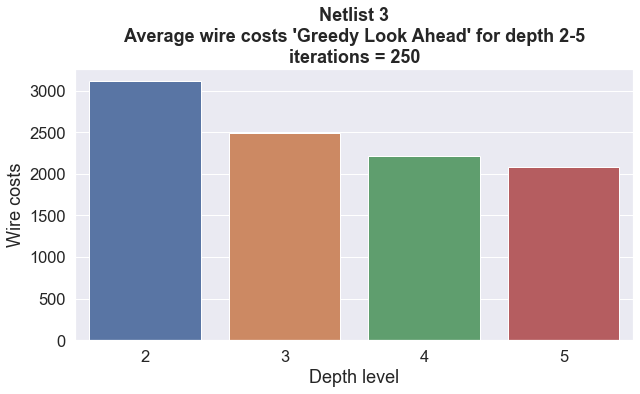 Netlist 3
Average wire costs 'Greedy Look Ahead' for depth 2-5
iterations = 250
Wire costs
3000
2500
2000
1500
1000
500
0
2 3 4 5
Depth level